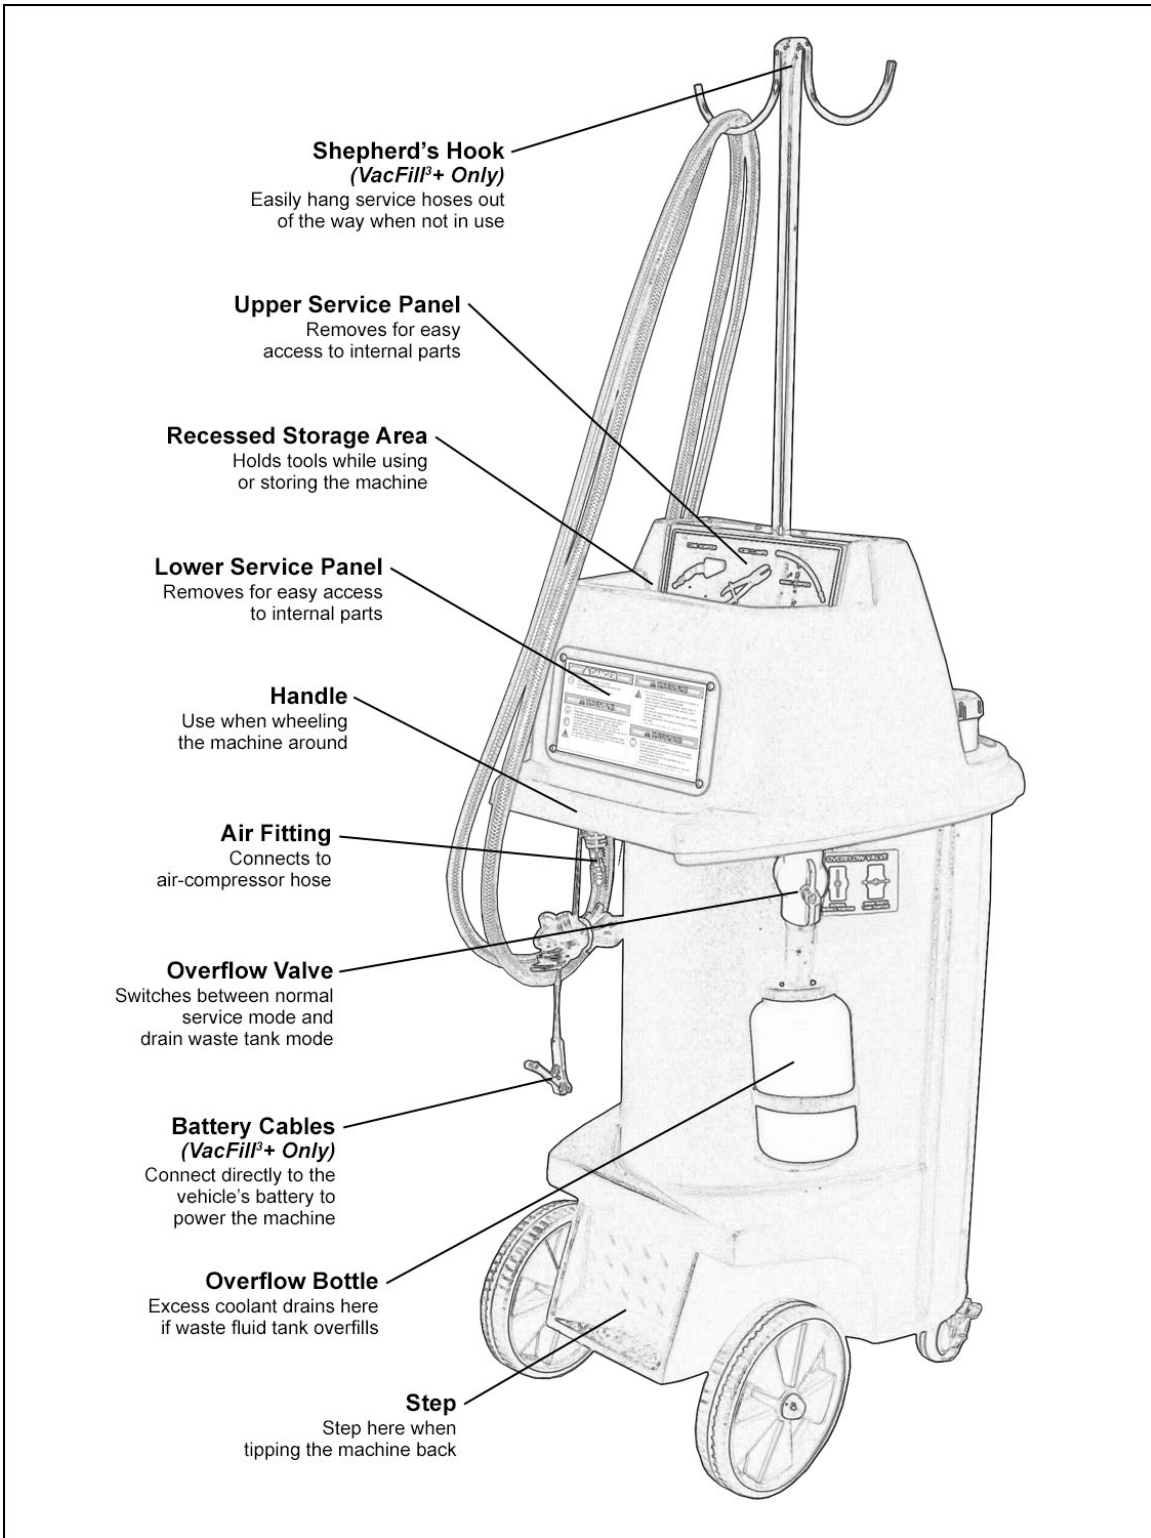 Shepherd's Hook
(VacFill³+ Only)
Easily hang service hoses out
of the way when not in use
Upper Service Panel
Removes for easy
access to internal parts
Recessed Storage Area
Holds tools while using
or storing the machine
Lower Service Panel
Removes for easy access
to internal parts
DANGER
Handle
Use when wheeling
the machine around
Air Fitting
Connects to
air-compressor hose
OVERFLOW VALVE
Overflow Valve
Switches between normal
service mode and
drain waste tank mode
Battery Cables
(VacFill³+ Only)
Connect directly to the
vehicle's battery to
power the machine
Overflow Bottle
Excess coolant drains here
if waste fluid tank overfills
Step
Step here when
tipping the machine back